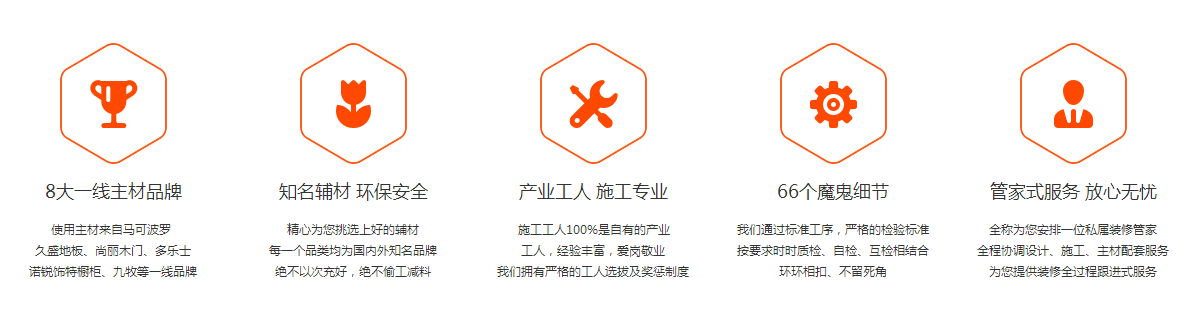 8大一线主材品牌
使用主材来自马可波罗
久盛地板、尚丽木门、多乐士
诺锐饰特橱柜、九牧等一线品牌
知名辅材 环保安全
精心为您挑选上好的辅材
每一个品类均为国内外知名品牌
绝不以次充好，绝不偷工减料
产业工人 施工专业
施工工人100%是自有的产业
工人，经验丰富，爱岗敬业
我们拥有严格的工人选拔及奖惩制度
66个魔鬼细节
我们通过标准工序，严格的检验标准
按要求时时质检、自检、互检相结合
环环相扣、不留死角
管家式服务 放心无忧
全称为您安排一位私属装修管家
全程协调设计、施工、主材配套服务
为您提供装修全过程跟进式服务